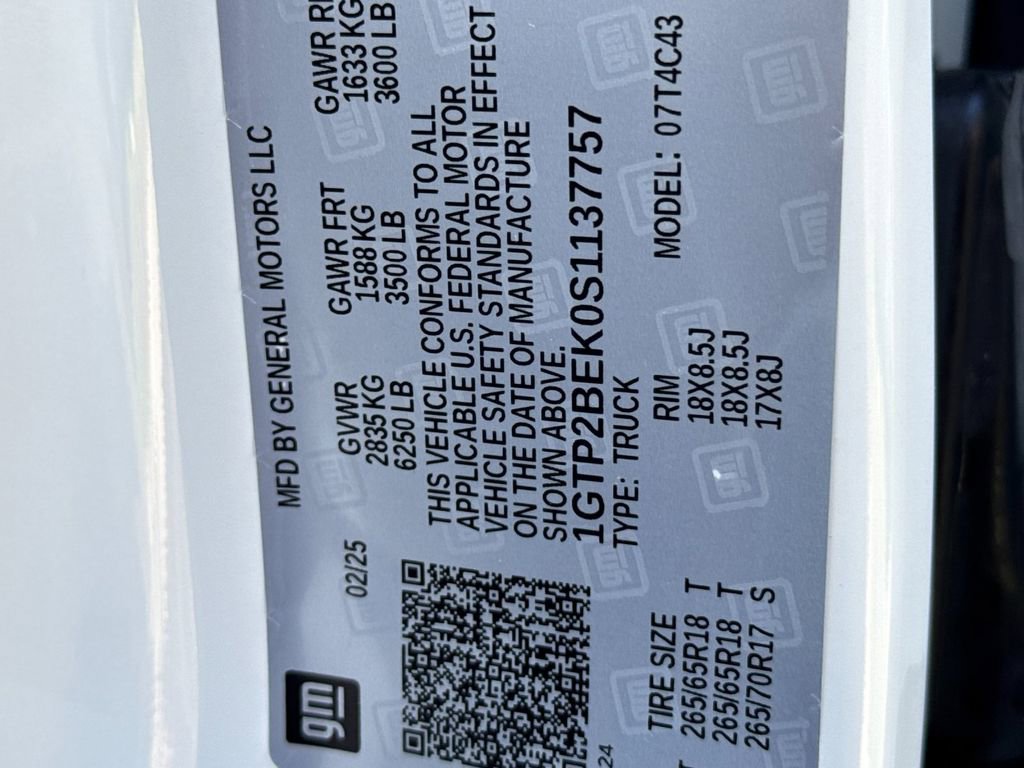 gm
MFD BY GENERAL MOTORS LLC
02/25 GVWR GAWR FRT GAWR
2835 KG 1588 KG 1633 KG
6250 LB 3500 LB 3600 LB
THIS VEHICLE CONFORMS TO ALL
APPLICABLE U.S. FEDERAL MOTOR
VEHICLE SAFETY STANDARDS IN EFFECT
ON THE DATE OF MANUFACTURE
SHOWN ABOVE.
1GTP2BEK0S1137757
24 TYPE: TRUCK
TIRE SIZE RIM MODEL: 07T4C43
265/65R18 T 18X8.5J
265/65R18 T 18X8.5J
265/70R17 S 17X8J